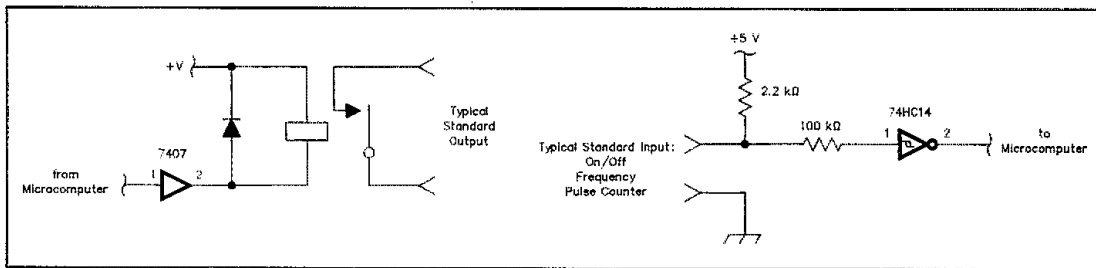 +V
7407
1
2
from
Microcomputer
Typical
Standard
Output
+5 V
2.2 kΩ
100 kΩ
74HC14
1
2
to
Microcomputer
Typical Standard Input:
On/Off
Frequency
Pulse Counter